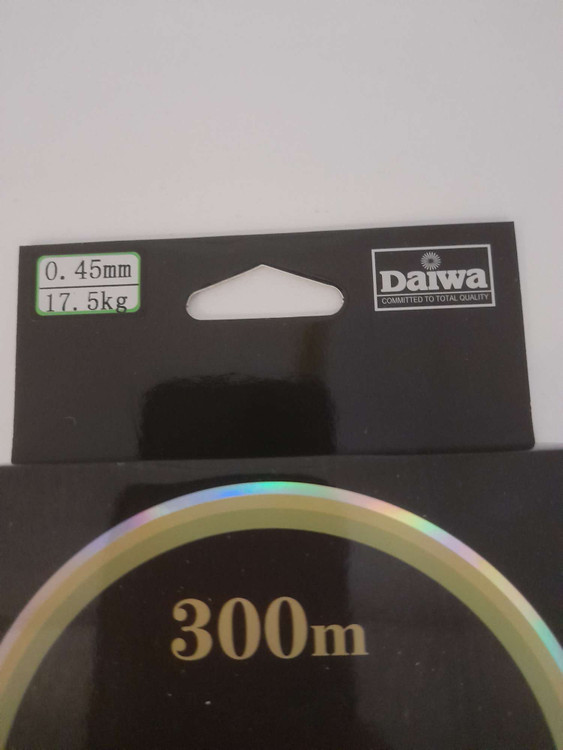 0.45mm
17.5kg
Daiwa
COMMITTED TO TOTAL QUALITY
300m